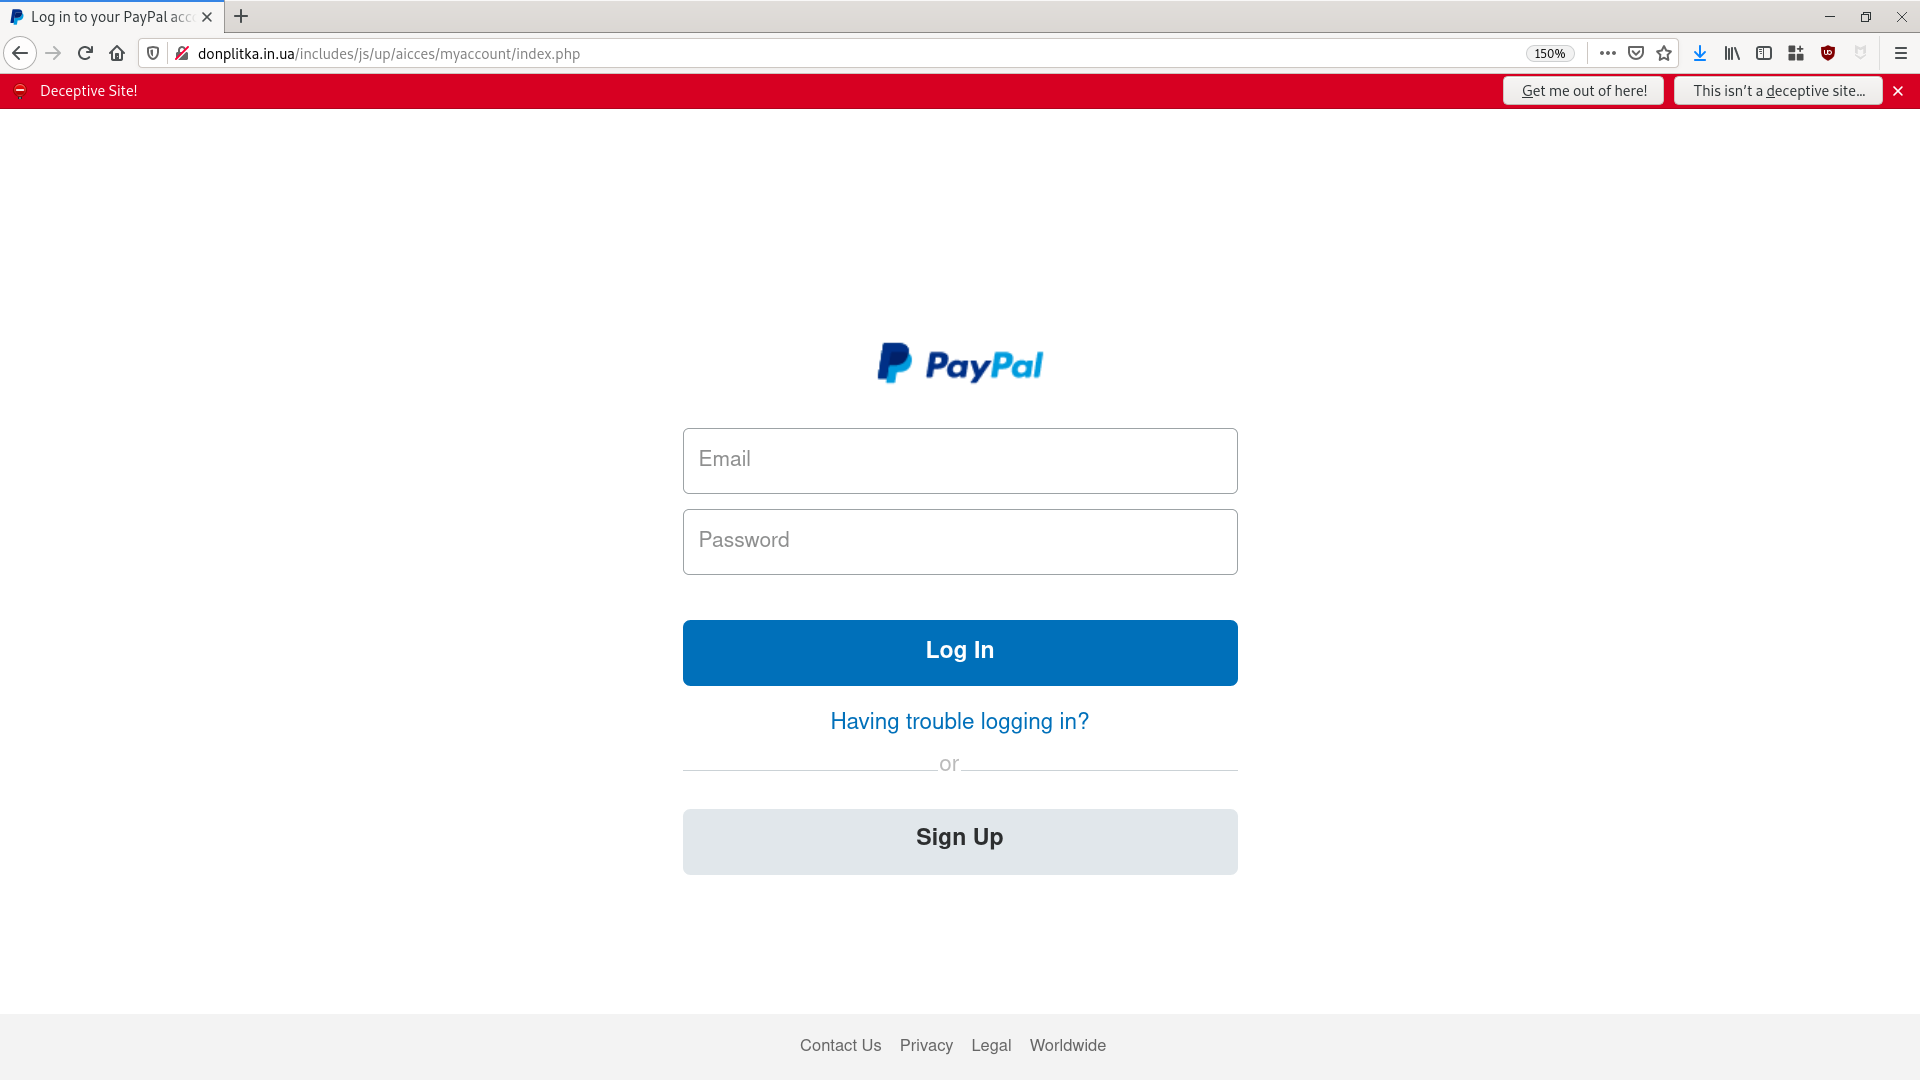 Log in to your PayPal acc
donplitka.in.ua/includes/js/up/aicces/myaccount/index.php
150%
Deceptive Site!
Get me out of here!
This isn't a deceptive site...
PayPal
Email
Password
Log In
Having trouble logging in?
or
Sign Up
Contact Us Privacy Legal Worldwide